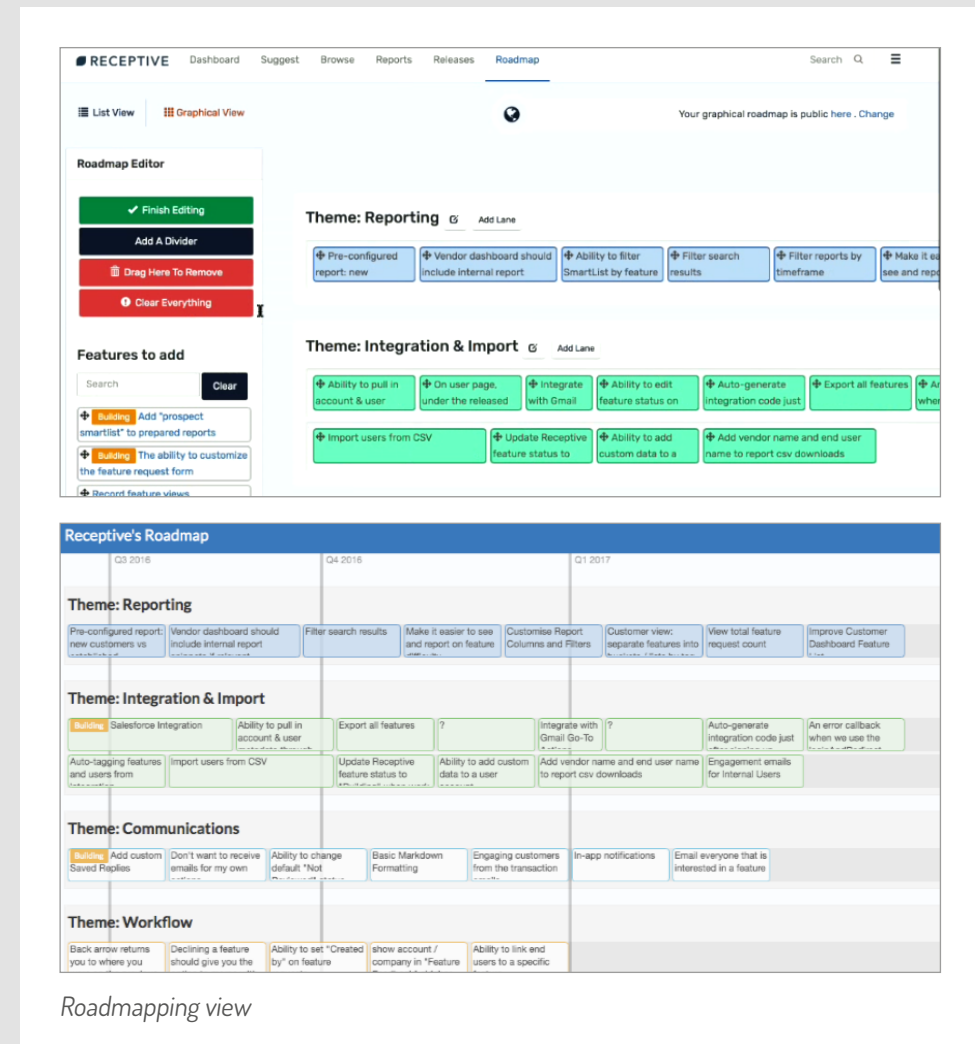 RECEPTIVE Dashboard Suggest Browse Reports Releases Roadmap Search
List View Graphical View Your graphical roadmap is public here . Change
Roadmap Editor
Finish Editing
Add A Divider
Drag Here To Remove
Clear Everything
Features to add
Search Clear
Building Add "prospect
smartlist" to prepared reports
Building The ability to customize
the feature request form
Record feature views
Theme: Reporting Add Lane
Pre-configured
report: new
Vendor dashboard should
include internal report
Ability to filter
SmartList by feature
Filter search
results
Filter reports by
timeframe
Make it ea
see and repo
Theme: Integration & Import Add Lane
Ability to pull in
account & user
On user page,
under the released
Integrate
with Gmail
Ability to edit
feature status on
Auto-generate
integration code just
Export all features
Ar
wher
Import users from CSV
Update Receptive
feature status to
Ability to add
custom data to a
Add vendor name and end user
name to report csv downloads
Receptive's Roadmap
Q3 2016 Q4 2016 Q1 2017
Theme: Reporting
Pre-configured report:
new customers vs
Vendor dashboard should
include internal report
Filter search results
Make it easier to see
and report on feature
Customise Report
Columns and Filters
Customer view:
separate features into
View total feature
request count
Improve Customer
Dashboard Feature
Theme: Integration & Import
Building Salesforce Integration
Ability to pull in
account & user
Export all features
?
Integrate with
Gmail Go-To
?
Auto-generate
integration code just
An error callback
when we use the
Auto-tagging features
and users from
Import users from CSV
Update Receptive
feature status to
Ability to add custom
data to a user
Add vendor name and end user name
to report csv downloads
Engagement emails
for Internal Users
Theme: Communications
Building Add custom
Saved Replies
Don't want to receive
emails for my own
Ability to change
default "Not
Basic Markdown
Formatting
Engaging customers
from the transaction
In-app notifications
Email everyone that is
interested in a feature
Theme: Workflow
Back arrow returns
you to where you
Declining a feature
should give you the
Ability to set "Created
by" on feature
show account /
company in "Feature
Ability to link end
users to a specific
Roadmapping view